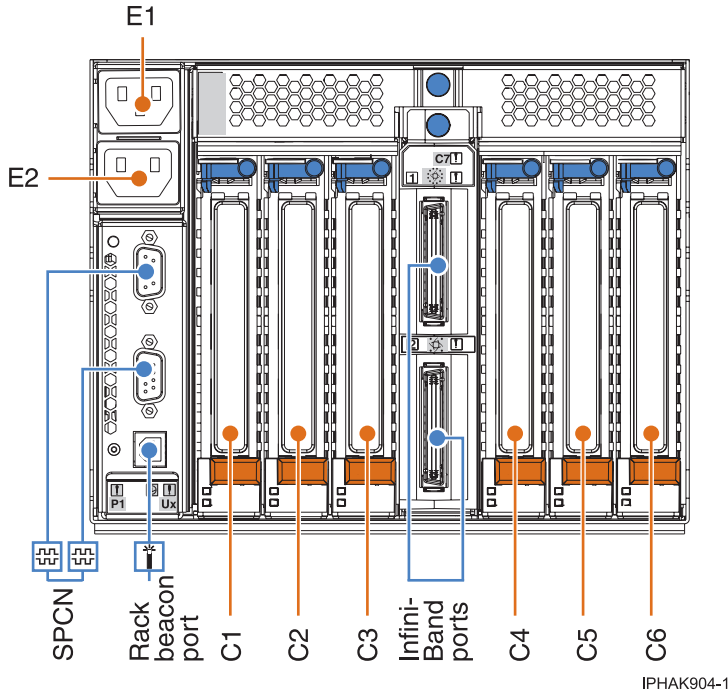 E1
E2
C7!
1
!
2
!
!
!
P1
Ux
SPCN
Rack
beacon
port
C1
C2
C3
Infini-
Band
ports
C4
C5
C6
IPHAK904-1